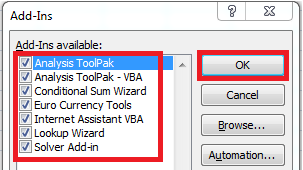 Add-Ins
?
Add-Ins available:
Analysis ToolPak
Analysis ToolPak - VBA
Conditional Sum Wizard
Euro Currency Tools
Internet Assistant VBA
Lookup Wizard
Solver Add-in
OK
Cancel
Browse...
Automation...